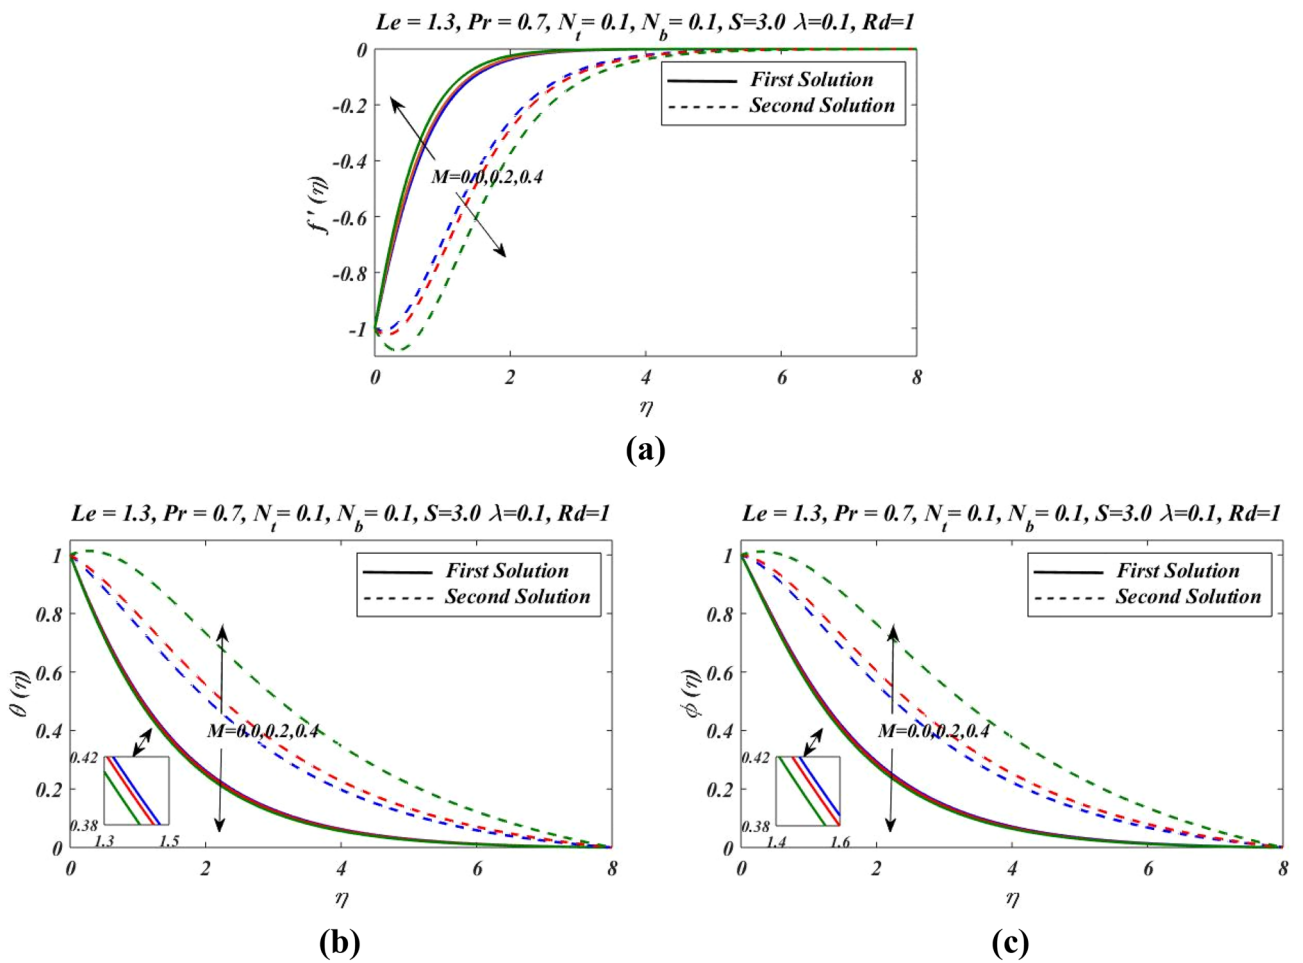 Le = 1.3, Pr = 0.7, N_t = 0.1, N_b = 0.1, S=3.0 λ=0.1, Rd=1
0
-0.2
-0.4
-0.6
-0.8
-1
f ' (η)
First Solution
Second Solution
M=0.0,0.2,0.4
0 2 4 6 8
η
(a)
Le = 1.3, Pr = 0.7, N_t = 0.1, N_b = 0.1, S=3.0 λ=0.1, Rd=1
1
0.8
0.6
0.4
0.2
0
θ (η)
First Solution
Second Solution
M=0.0,0.2,0.4
0.42
0.38
1.3 1.5
0 2 4 6 8
η
(b)
Le = 1.3, Pr = 0.7, N_t = 0.1, N_b = 0.1, S=3.0 λ=0.1, Rd=1
1
0.8
0.6
0.4
0.2
0
ϕ (η)
First Solution
Second Solution
M=0.0,0.2,0.4
0.42
0.38
1.4 1.6
0 2 4 6 8
η
(c)